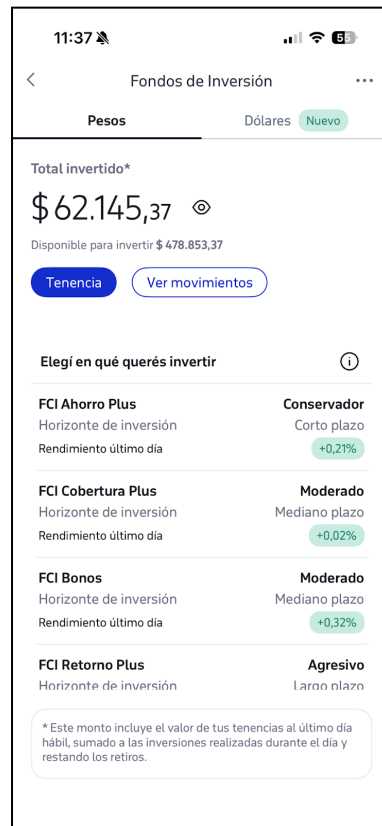 11:37
55
Fondos de Inversión
Pesos
Dólares Nuevo
Total invertido*
$ 62.145,37
Disponible para invertir $ 478.853,37
Tenencia Ver movimientos
Elegí en qué querés invertir
FCI Ahorro Plus Conservador
Horizonte de inversión Corto plazo
Rendimiento último día +0,21%
FCI Cobertura Plus Moderado
Horizonte de inversión Mediano plazo
Rendimiento último día +0,02%
FCI Bonos Moderado
Horizonte de inversión Mediano plazo
Rendimiento último día +0,32%
FCI Retorno Plus Agresivo
Horizonte de inversión Largo plazo
* Este monto incluye el valor de tus tenencias al último día
hábil, sumado a las inversiones realizadas durante el día y
restando los retiros.